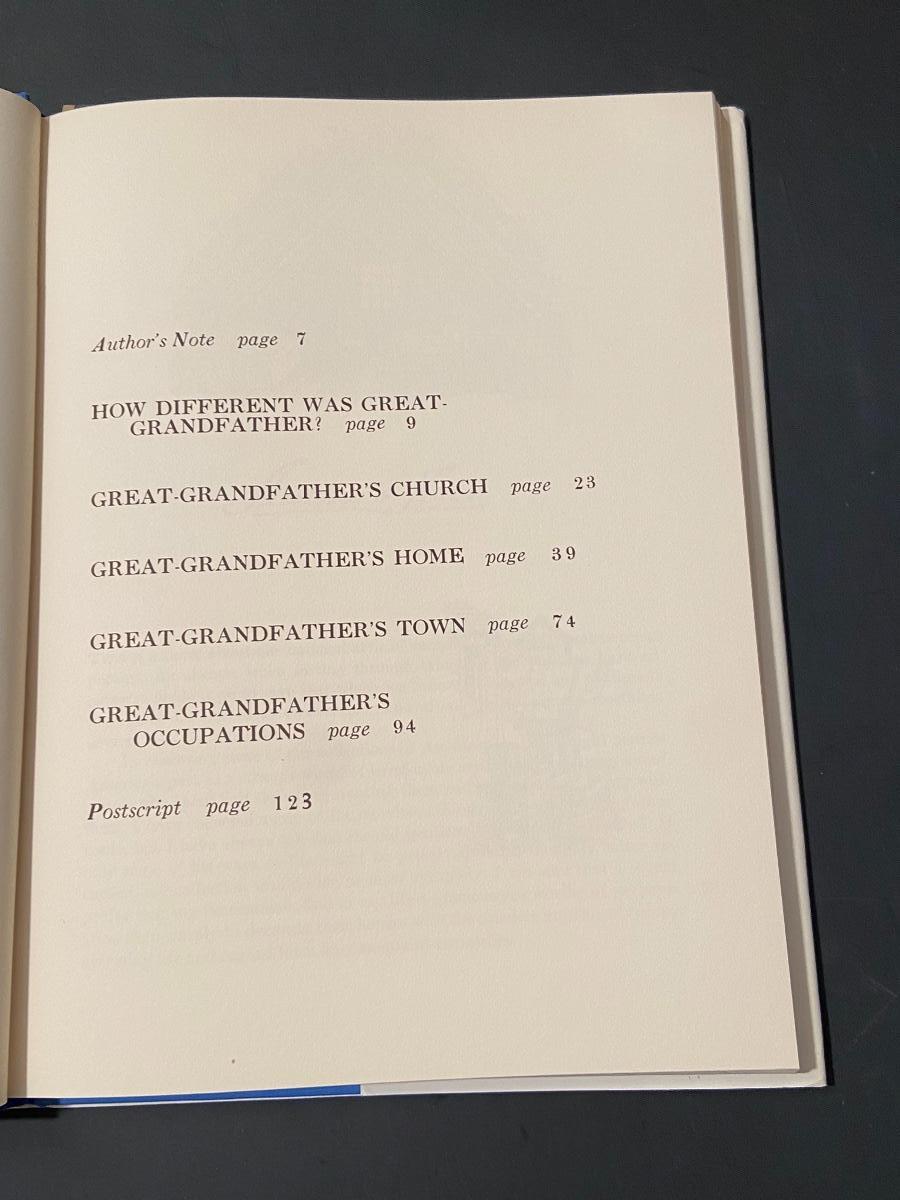 Author's Note page 7
HOW DIFFERENT WAS GREAT-
GRANDFATHER? page 9
GREAT-GRANDFATHER'S CHURCH page 23
GREAT-GRANDFATHER'S HOME page 39
GREAT-GRANDFATHER'S TOWN page 74
GREAT-GRANDFATHER'S
OCCUPATIONS page 94
Postscript page 123